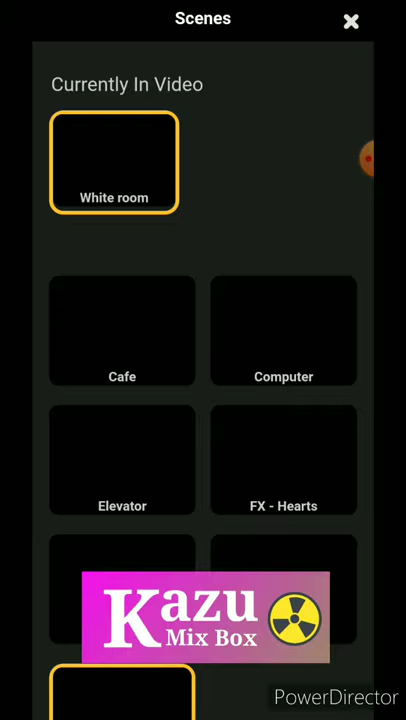 Scenes
Currently In Video
White room
Cafe
Computer
Elevator
FX - Hearts
Kazu
Mix Box
PowerDirector